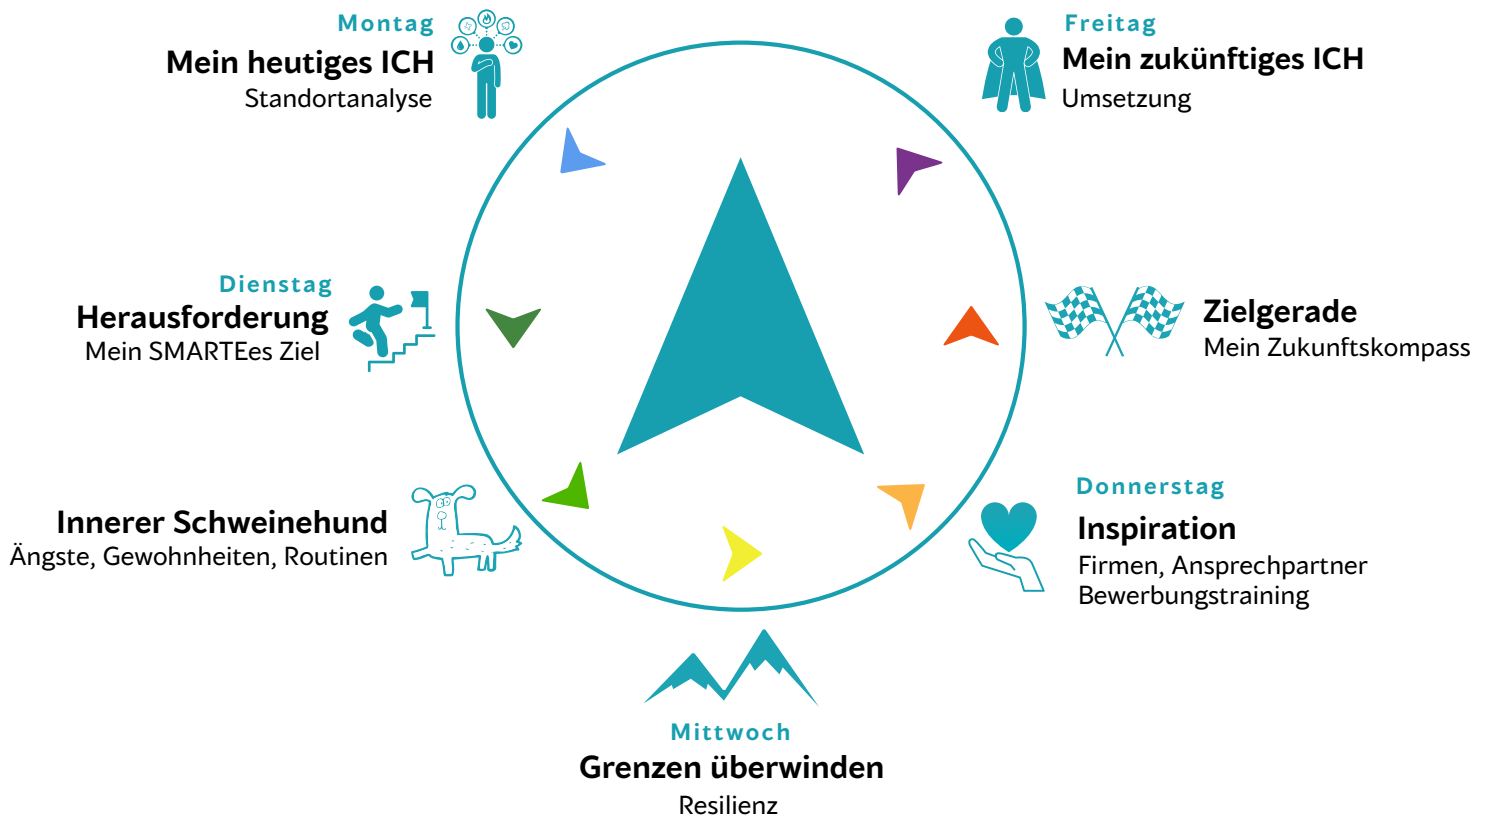 Montag
Mein heutiges ICH
Standortanalyse
Dienstag
Herausforderung
Mein SMARTEes Ziel
Innerer Schweinehund
Ängste, Gewohnheiten, Routinen
Mittwoch
Grenzen überwinden
Resilienz
Donnerstag
Inspiration
Firmen, Ansprechpartner
Bewerbungstraining
Zielgerade
Mein Zukunftskompass
Freitag
Mein zukünftiges ICH
Umsetzung